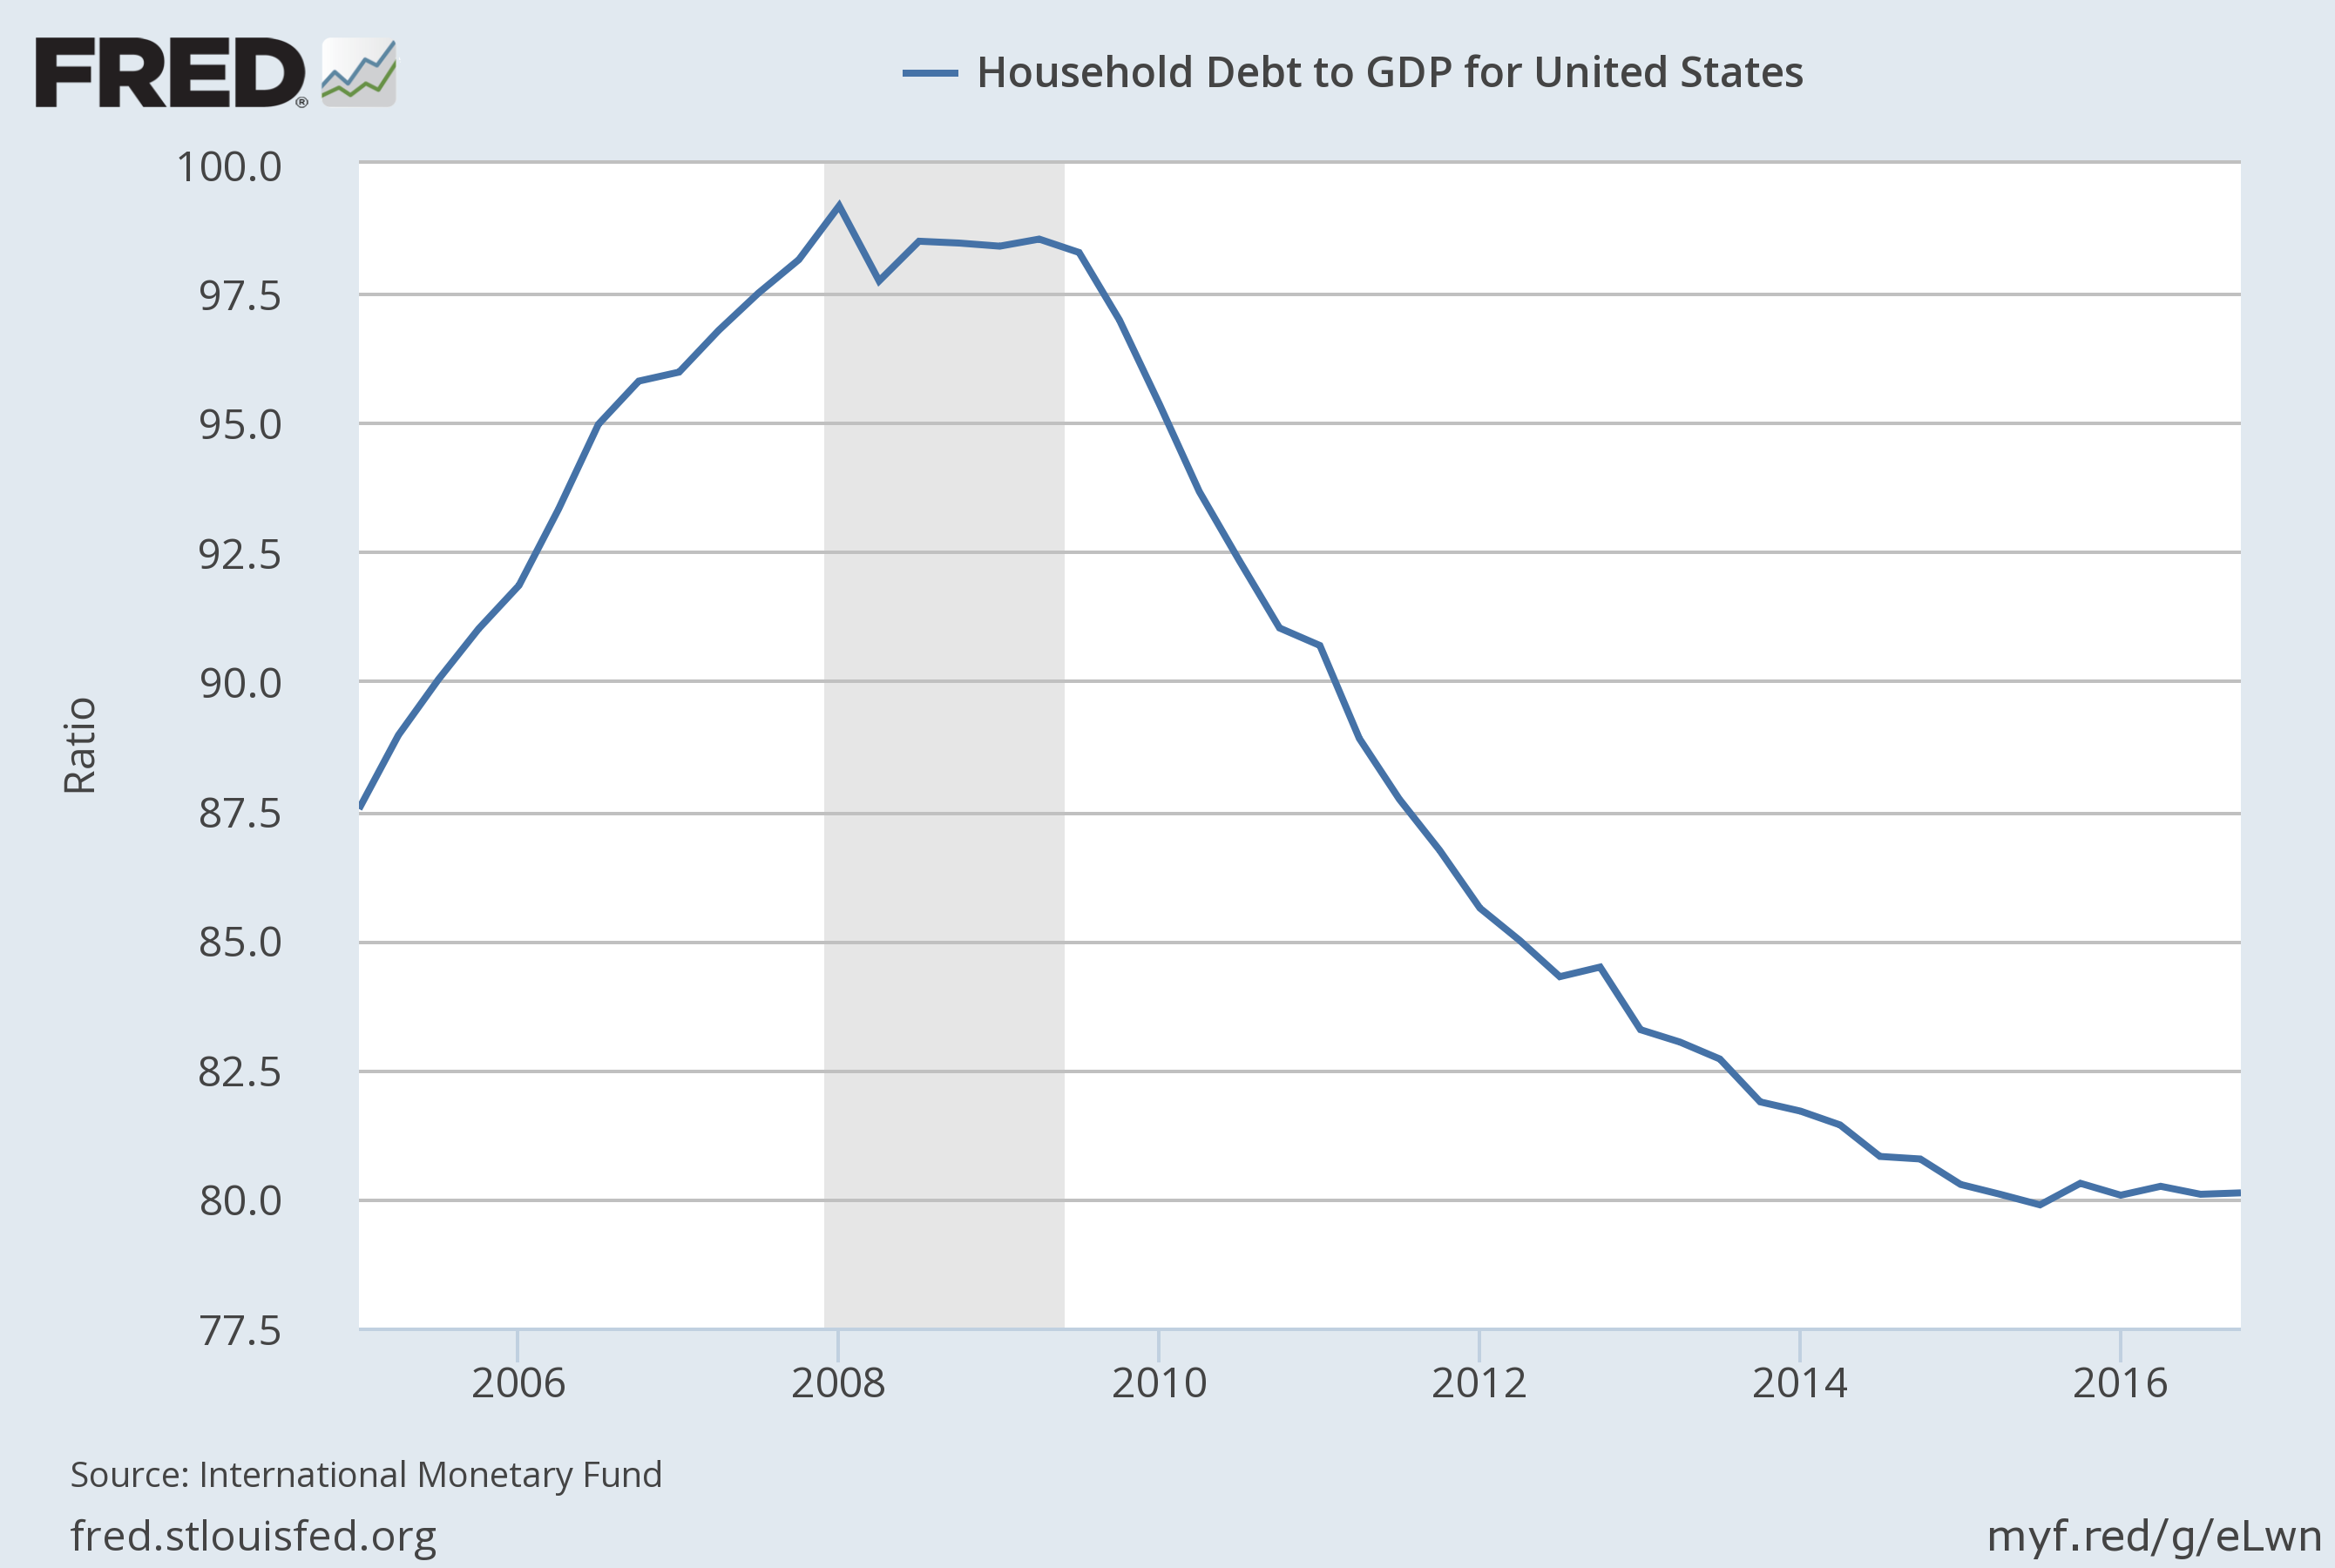 FRED®
Household Debt to GDP for United States
100.0
97.5
95.0
92.5
90.0
87.5
85.0
82.5
80.0
77.5
Ratio
2006 2008 2010 2012 2014 2016
Source: International Monetary Fund
fred.stlouisfed.org
myf.red/g/eLwn